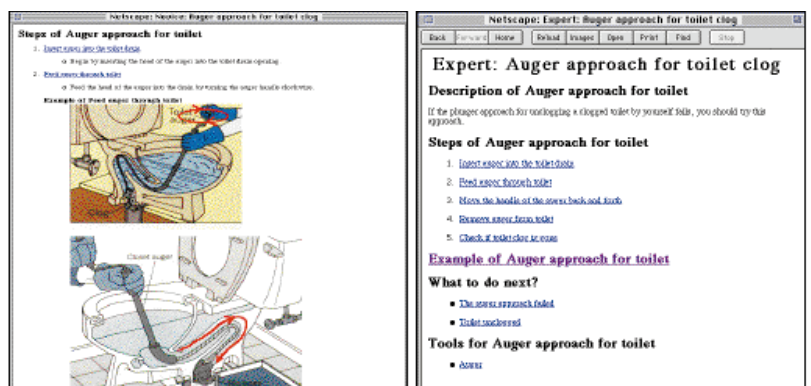 Netscape: Novice: Auger approach for toilet clog
Steps of Auger approach for toilet
1. Insert auger into the toilet drain
o Begin by inserting the head of the auger into the toilet drain opening.
2. Feed auger through toilet
o Feed the head of the auger into the drain by turning the auger handle clockwise.
Example of Feed auger through toilet
Toilet auger
Clog
Closet auger
Netscape: Expert: Auger approach for toilet clog
Back Forward Home Reload Images Open Print Find Stop
Expert: Auger approach for toilet clog
Description of Auger approach for toilet
If the plunger approach for unclogging a clogged toilet by yourself fails, you should try this
approach.
Steps of Auger approach for toilet
1. Insert auger into the toilet drain
2. Feed auger through toilet
3. Move the handle of the auger back and forth
4. Remove auger from toilet
5. Check if toilet clog is gone
Example of Auger approach for toilet
What to do next?
• The auger approach failed
• Toilet unclogged
Tools for Auger approach for toilet
• Auger